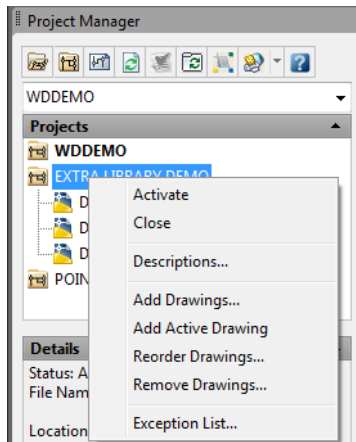 Project Manager
WDDEMO
Projects
WDDEMO
EXTRA LIBRARY DEMO
D
D
D
POIN
Activate
Close
Descriptions...
Add Drawings...
Add Active Drawing
Reorder Drawings...
Remove Drawings...
Exception List...
Details
Status: A
File Nam
Location